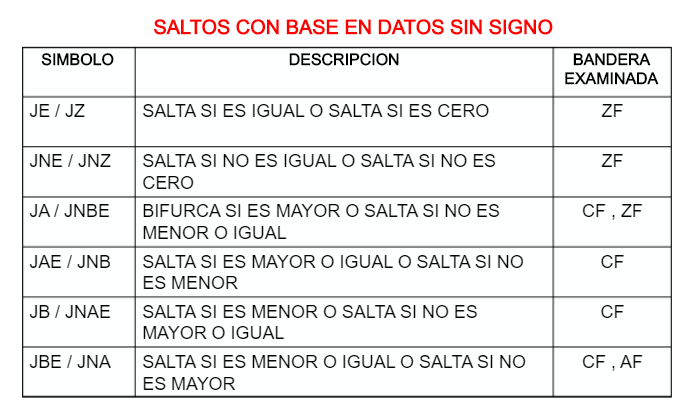 SALTOS CON BASE EN DATOS SIN SIGNO
SIMBOLO DESCRIPCION BANDERA
EXAMINADA
JE / JZ SALTA SI ES IGUAL O SALTA SI ES CERO ZF
JNE / JNZ SALTA SI NO ES IGUAL O SALTA SI NO ES ZF
CERO
JA / JNBE BIFURCA SI ES MAYOR O SALTA SI NO ES CF , ZF
MENOR O IGUAL
JAE / JNB SALTA SI ES MAYOR O IGUAL O SALTA SI NO CF
ES MENOR
JB / JNAE SALTA SI ES MENOR O SALTA SI NO ES CF
MAYOR O IGUAL
JBE / JNA SALTA SI ES MENOR O IGUAL O SALTA SI NO CF , AF
ES MAYOR